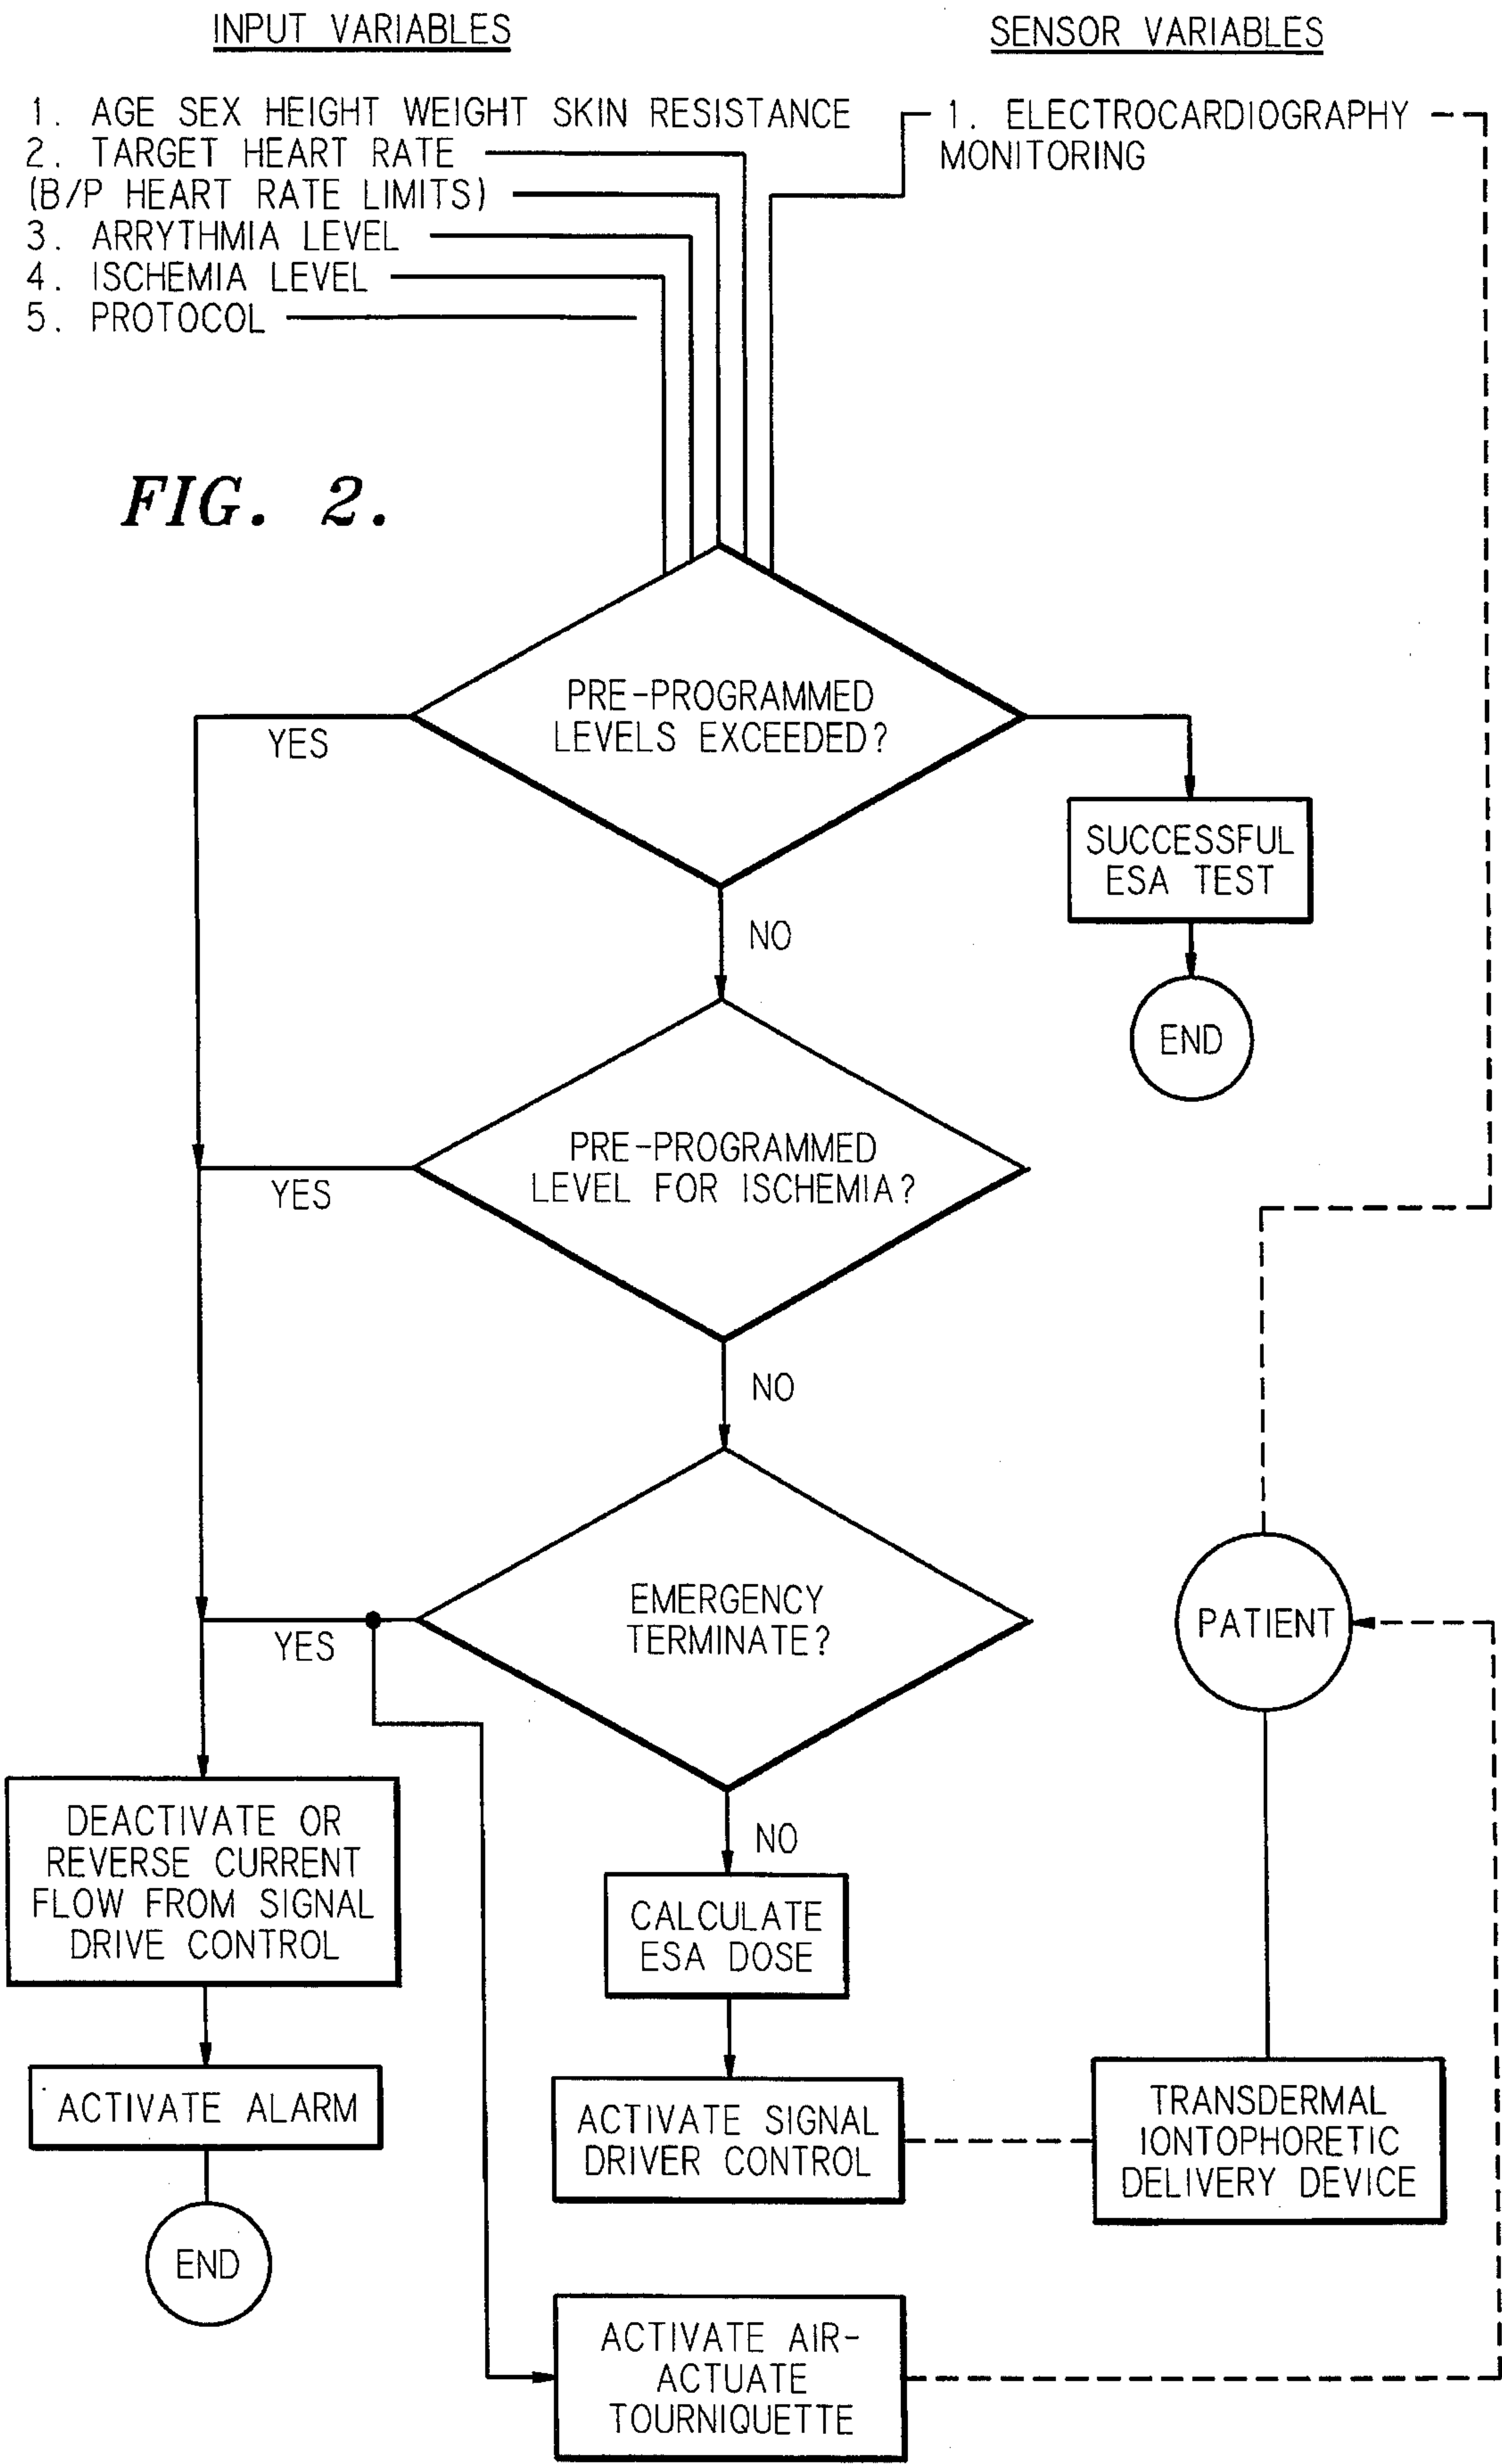 INPUT VARIABLES
SENSOR VARIABLES
1. AGE SEX HEIGHT WEIGHT SKIN RESISTANCE
2. TARGET HEART RATE
(B/P HEART RATE LIMITS)
3. ARRYTHMIA LEVEL
4. ISCHEMIA LEVEL
5. PROTOCOL
1. ELECTROCARDIOGRAPHY
MONITORING
FIG. 2.
PRE-PROGRAMMED
LEVELS EXCEEDED?
YES
NO
SUCCESSFUL
ESA TEST
END
PRE-PROGRAMMED
LEVEL FOR ISCHEMIA?
YES
NO
EMERGENCY
TERMINATE?
YES
NO
PATIENT
DEACTIVATE OR
REVERSE CURRENT
FLOW FROM SIGNAL
DRIVE CONTROL
CALCULATE
ESA DOSE
ACTIVATE ALARM
ACTIVATE SIGNAL
DRIVER CONTROL
TRANSDERMAL
IONTOPHORETIC
DELIVERY DEVICE
END
ACTIVATE AIR-
ACTUATE
TOURNIQUETTE